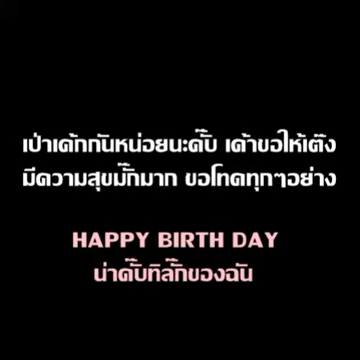 เป่าเค้กกันหน่อยนะคั๊บ เค้าขอให้เต๊ง
มีความสุขมั๊กมาก ขอโทดทุกๆอย่าง
HAPPY BIRTH DAY
น่าคั๊บทิลั๊กของฉัน